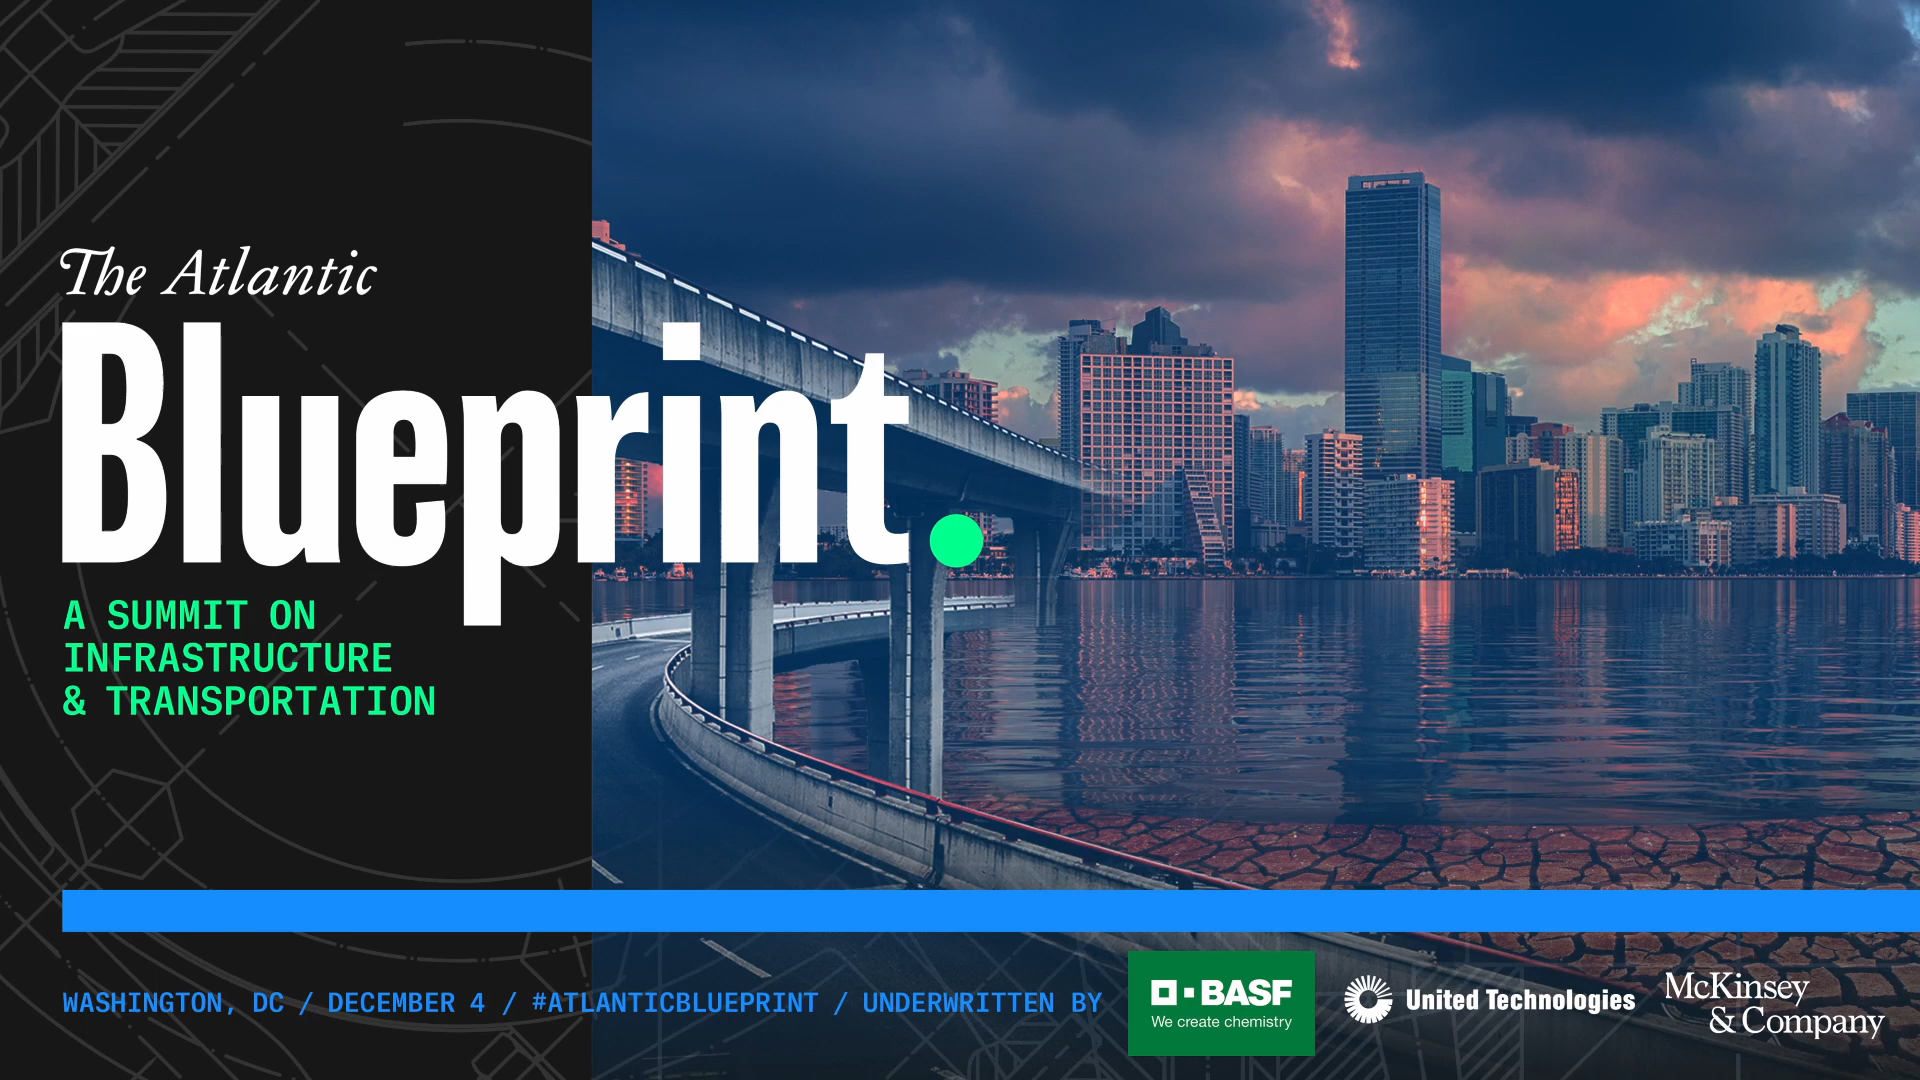 The Atlantic
Blueprint.
A SUMMIT ON
INFRASTRUCTURE
& TRANSPORTATION
WASHINGTON, DC / DECEMBER 4 / #ATLANTICBLUEPRINT / UNDERWRITTEN BY
BASF
We create chemistry
United Technologies
McKinsey
& Company